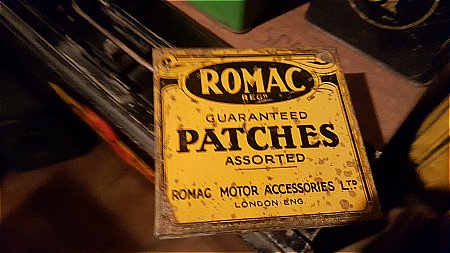 ROMAC
REGD
GUARANTEED
PATCHES
ASSORTED
ROMAC MOTOR ACCESSORIES LTD
LONDON·ENG.